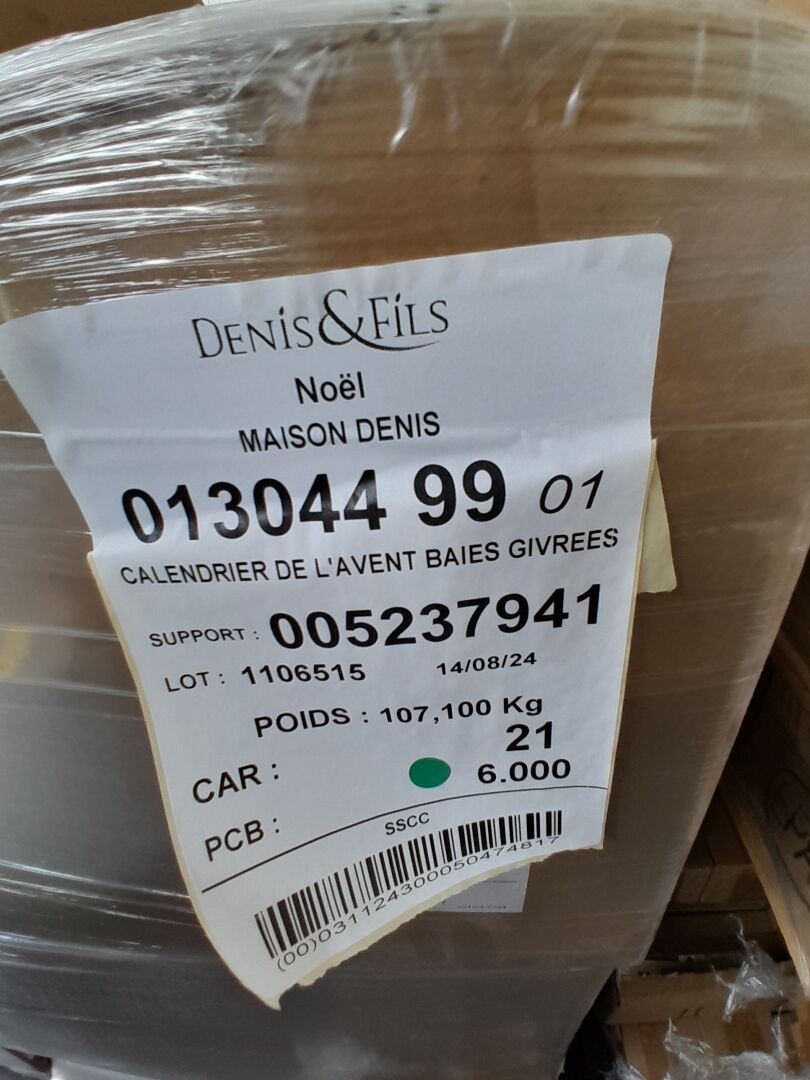 DENIS&FILS
Noël
MAISON DENIS
013044 99 01
CALENDRIER DE L'AVENT BAIES GIVREES
SUPPORT : 005237941
LOT : 1106515 14/08/24
POIDS : 107,100 Kg
CAR : 21
PCB : 6.000
SSCC
(00)031124300050474817